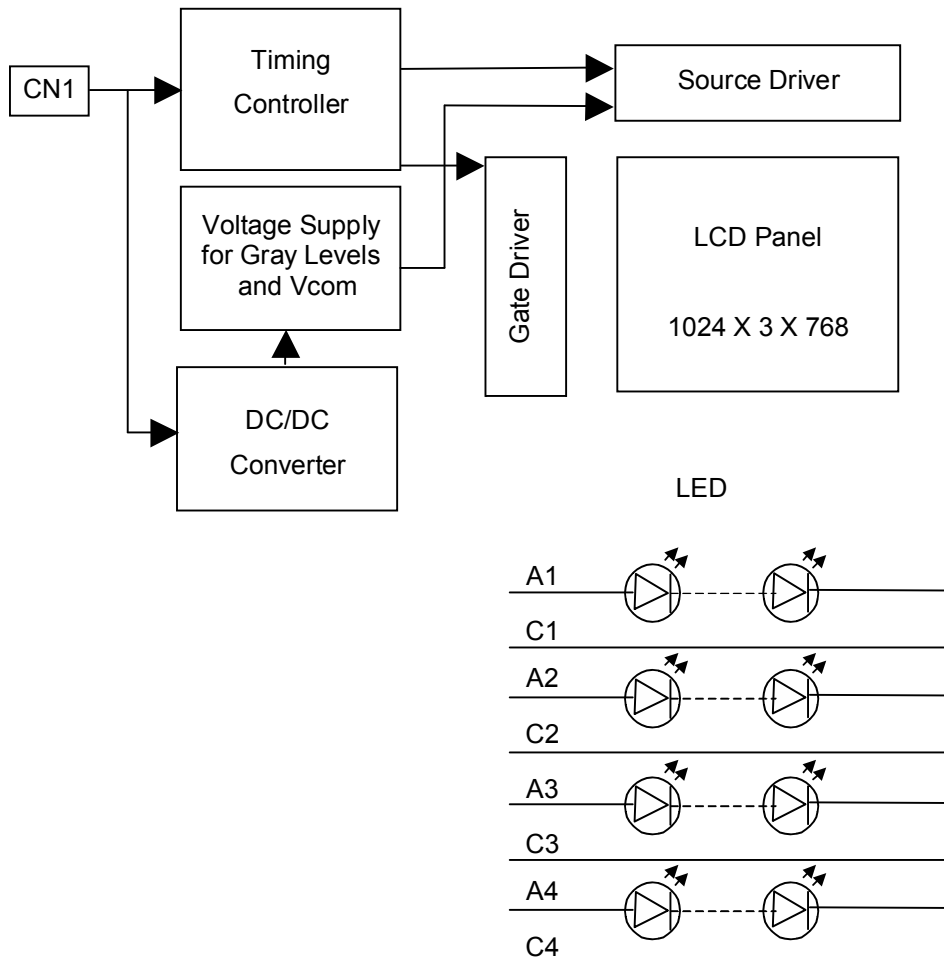 CN1
Timing
Controller
Source Driver
Voltage Supply
for Gray Levels
and Vcom
Gate Driver
LCD Panel
1024 X 3 X 768
DC/DC
Converter
LED
A1
C1
A2
C2
A3
C3
A4
C4